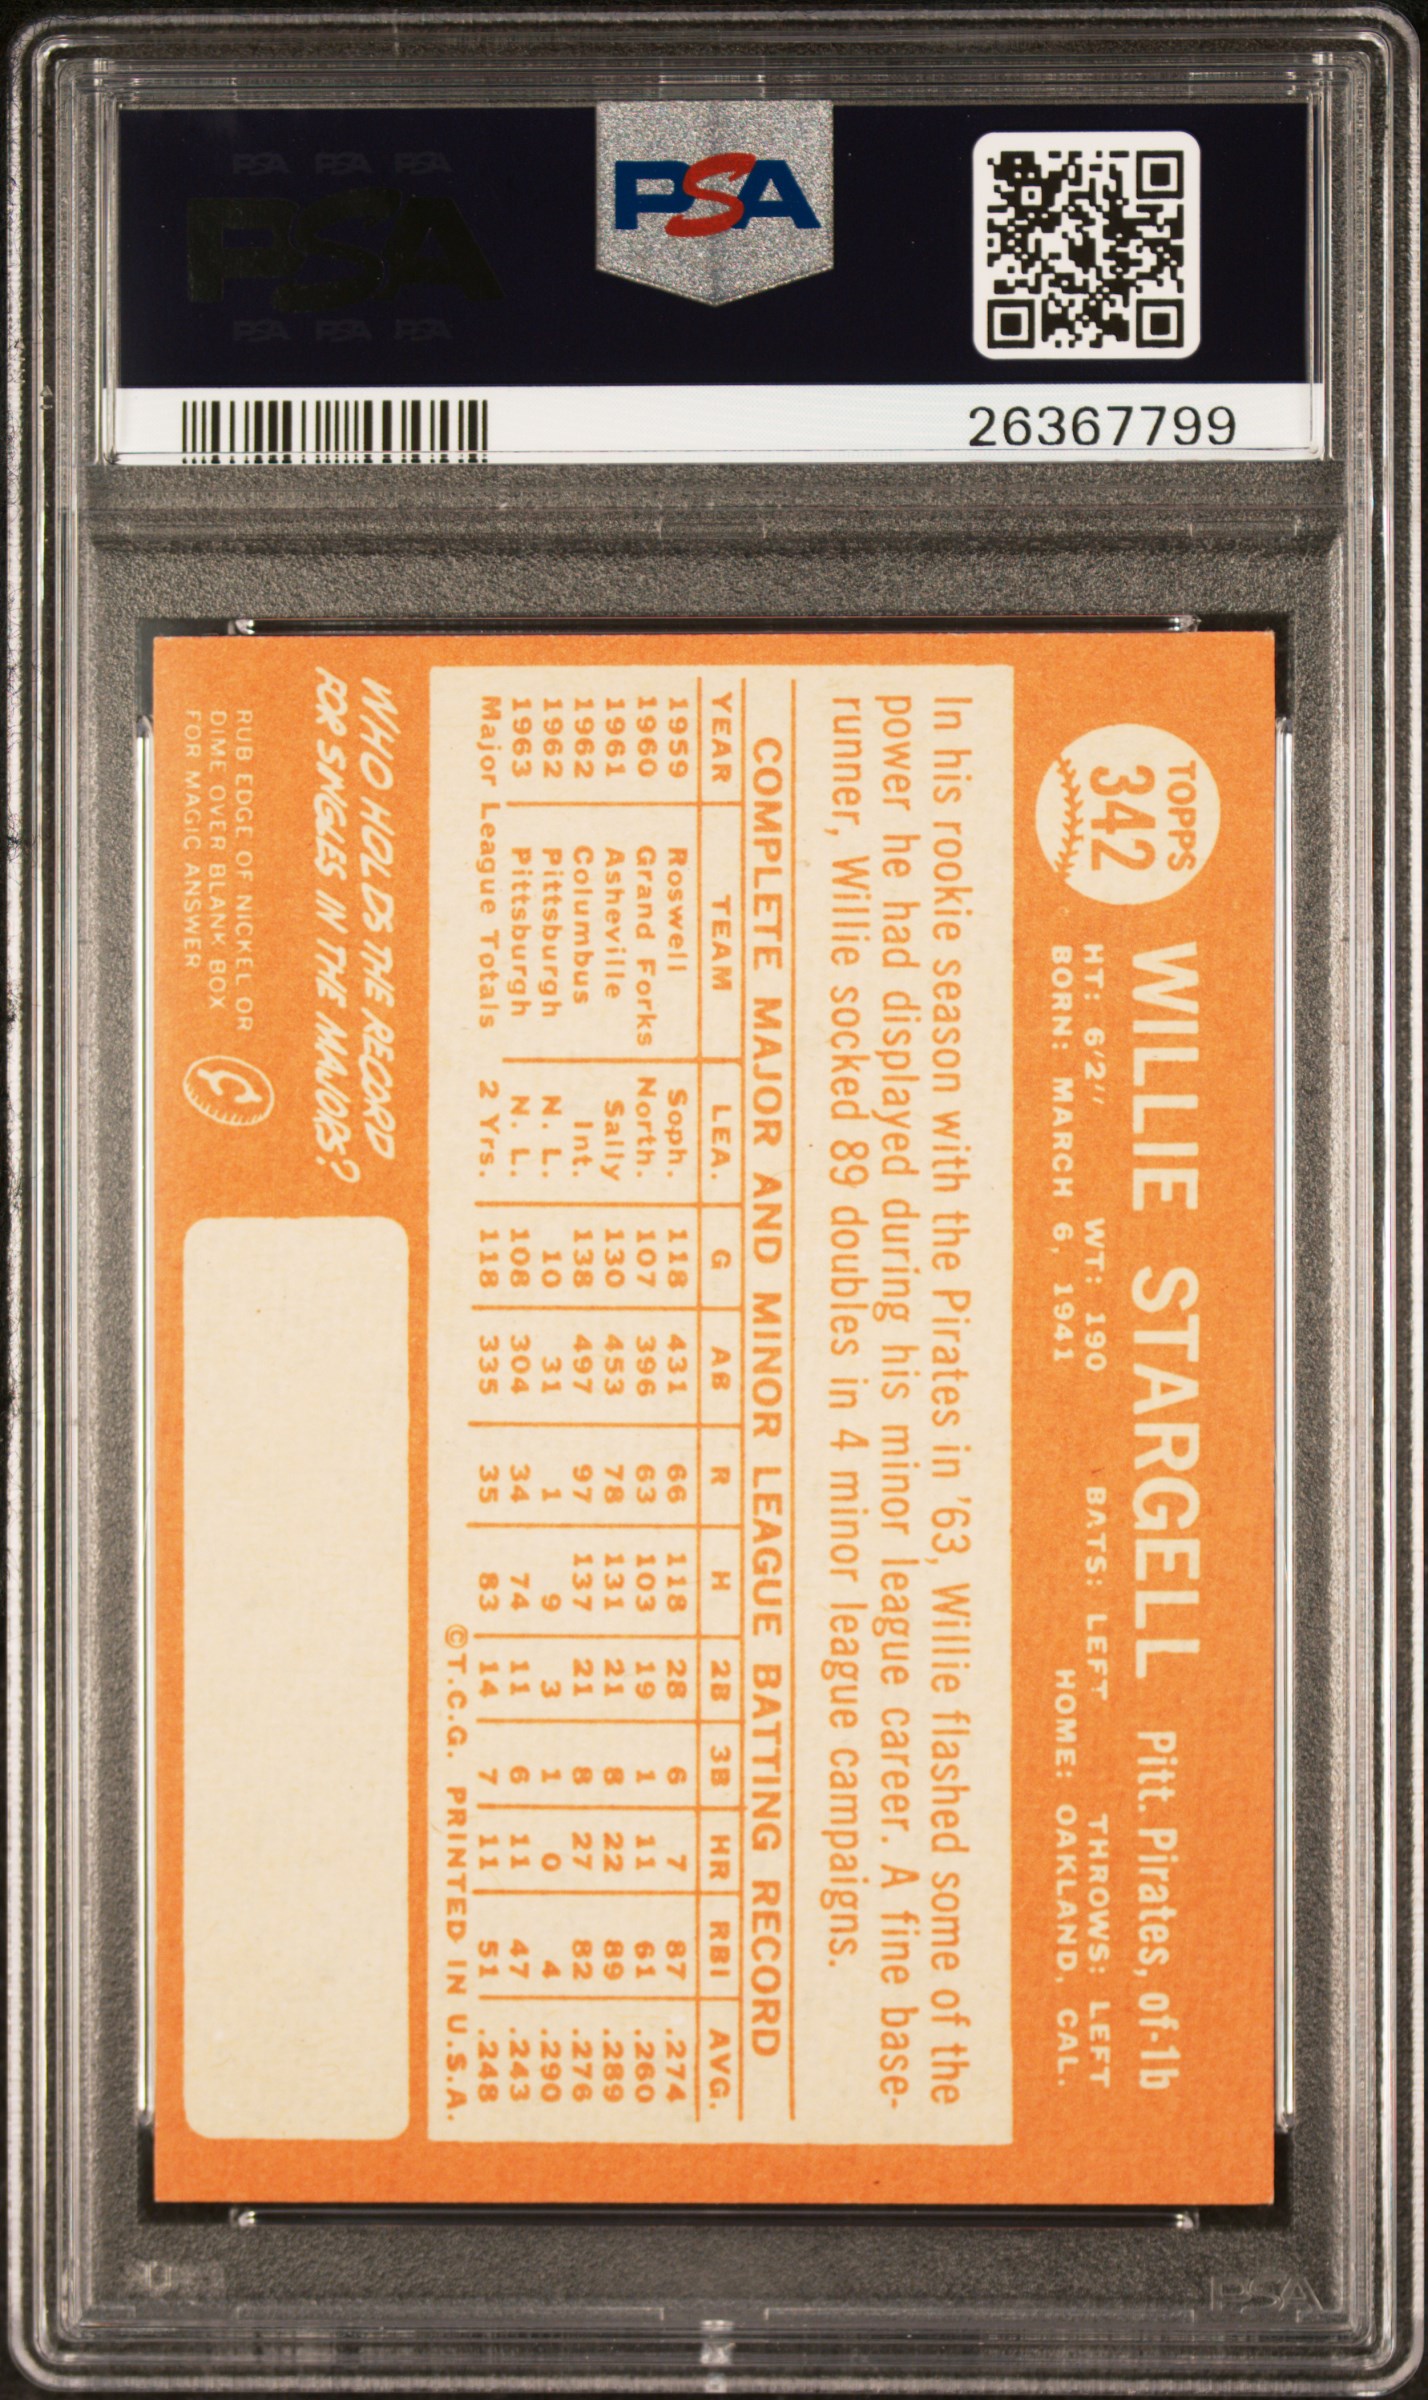 PSA PSA PSA
PSA
PSA PSA PSA
PSA
26367799
TOPPS
342
WILLIE STARGELL Pitt. Pirates, of-1b
HT: 6'2" WT: 190 BATS: LEFT THROWS: LEFT
BORN: MARCH 6, 1941 HOME: OAKLAND, CAL.
In his rookie season with the Pirates in '63, Willie flashed some of the
power he had displayed during his minor league career. A fine base-
runner, Willie socked 89 doubles in 4 minor league campaigns.
COMPLETE MAJOR AND MINOR LEAGUE BATTING RECORD
YEAR TEAM LEA. G AB R H 2B 3B HR RBI AVG.
1959 Roswell Soph. 118 431 66 118 28 6 7 87 .274
1960 Grand Forks North. 107 396 63 103 19 1 11 61 .260
1961 Asheville Sally 130 453 78 131 21 8 22 89 .289
1962 Columbus Int. 138 497 97 137 21 8 27 82 .276
1962 Pittsburgh N. L. 10 31 1 9 3 1 0 4 .290
1963 Pittsburgh N. L. 108 304 34 74 11 6 11 47 .243
Major League Totals 2 Yrs. 118 335 35 83 14 7 11 51 .248
©T.C.G. PRINTED IN U.S.A.
WHO HOLDS THE RECORD
FOR SINGLES IN THE MAJORS?
RUB EDGE OF NICKEL OR
DIME OVER BLANK BOX
FOR MAGIC ANSWER
PSA